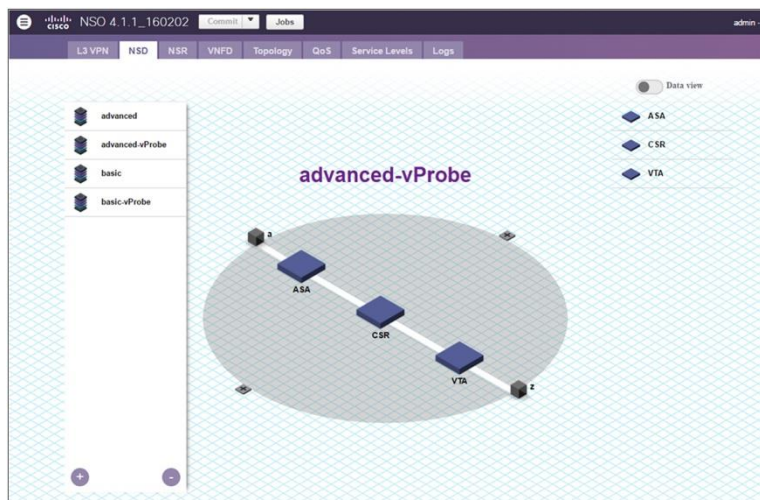 CISCO NSO 4.1.1_160202 Commit Jobs admin -
L3 VPN NSD NSR VNFD Topology QoS Service Levels Logs
Data view
advanced
advanced-vProbe
basic
basic-vProbe
ASA
CSR
VTA
advanced-vProbe
a
ASA
CSR
VTA
z
+ -